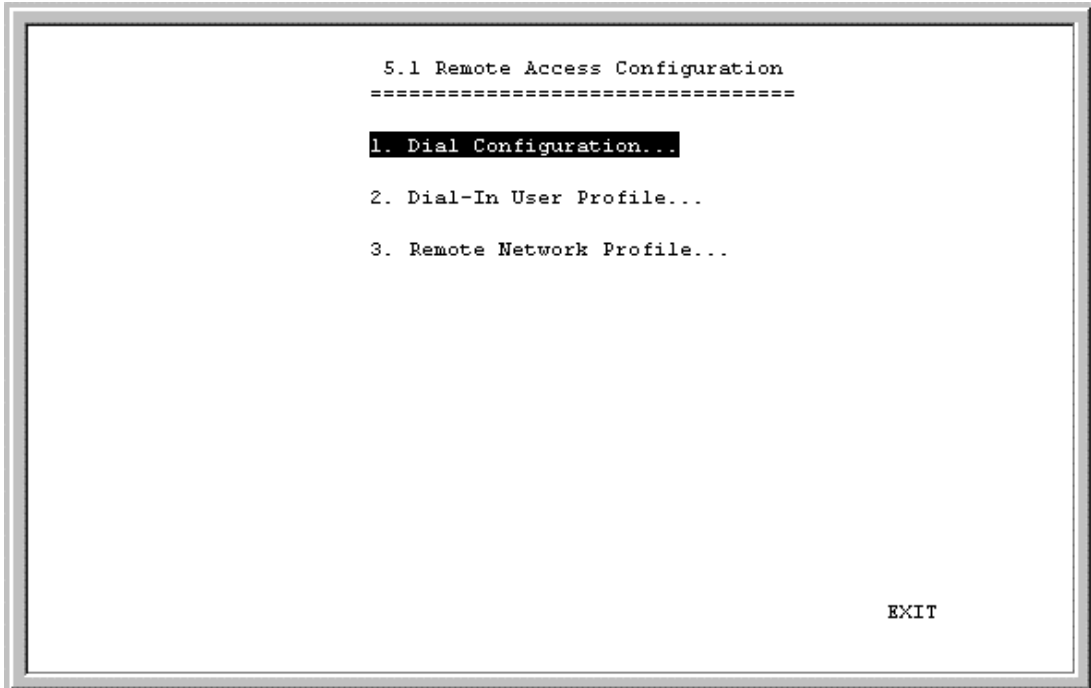 5.1 Remote Access Configuration
=================================
1. Dial Configuration...
2. Dial-In User Profile...
3. Remote Network Profile...
EXIT